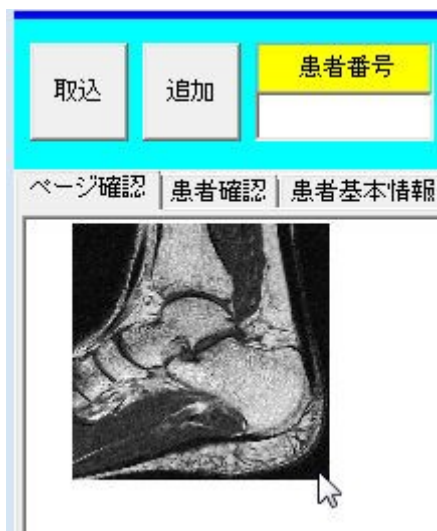 取込
追加
患者番号
ページ確認
患者確認
患者基本情報